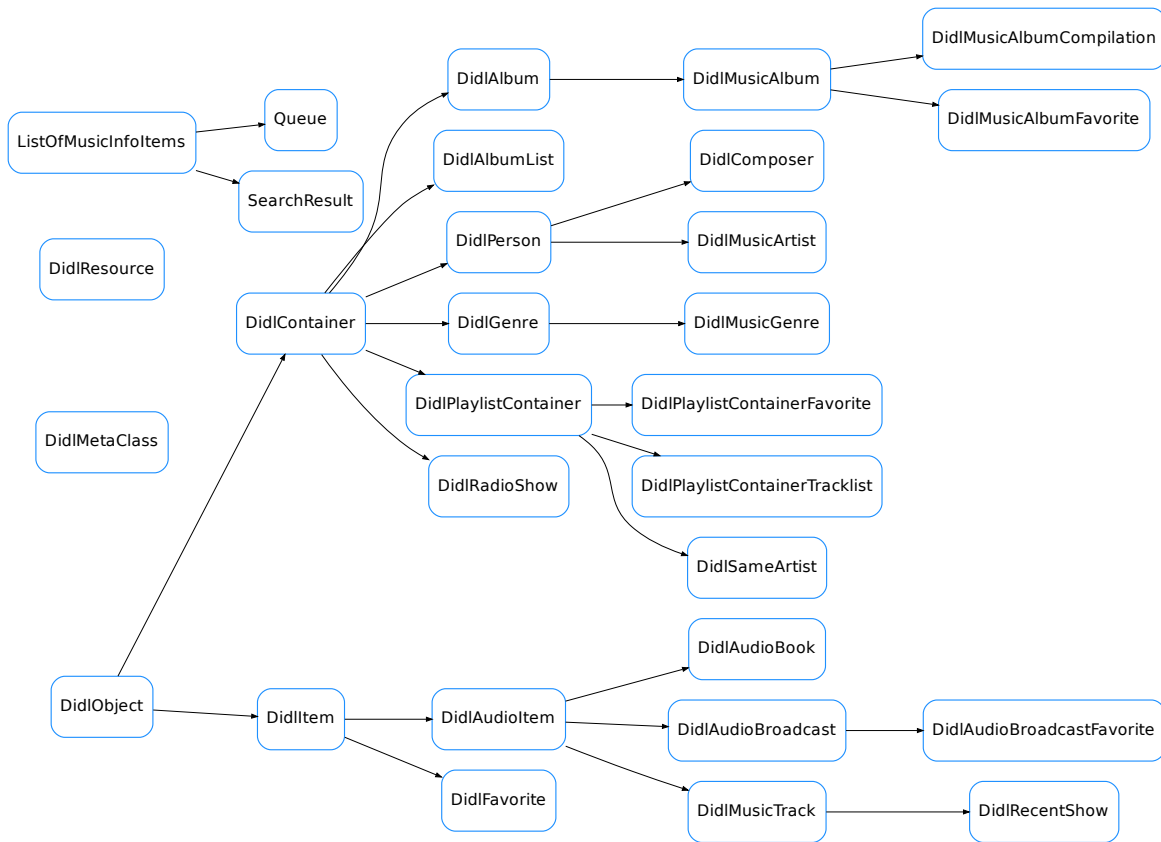 DidlMusicAlbumCompilation
DidlAlbum
DidlMusicAlbum
Queue
DidlMusicAlbumFavorite
ListOfMusicInfoItems
DidlAlbumList
DidlComposer
SearchResult
DidlPerson
DidlMusicArtist
DidlResource
DidlContainer
DidlGenre
DidlMusicGenre
DidlPlaylistContainer
DidlPlaylistContainerFavorite
DidlMetaClass
DidlRadioShow
DidlPlaylistContainerTracklist
DidlSameArtist
DidlAudioBook
DidlObject
DidlItem
DidlAudioItem
DidlAudioBroadcast
DidlAudioBroadcastFavorite
DidlFavorite
DidlMusicTrack
DidlRecentShow